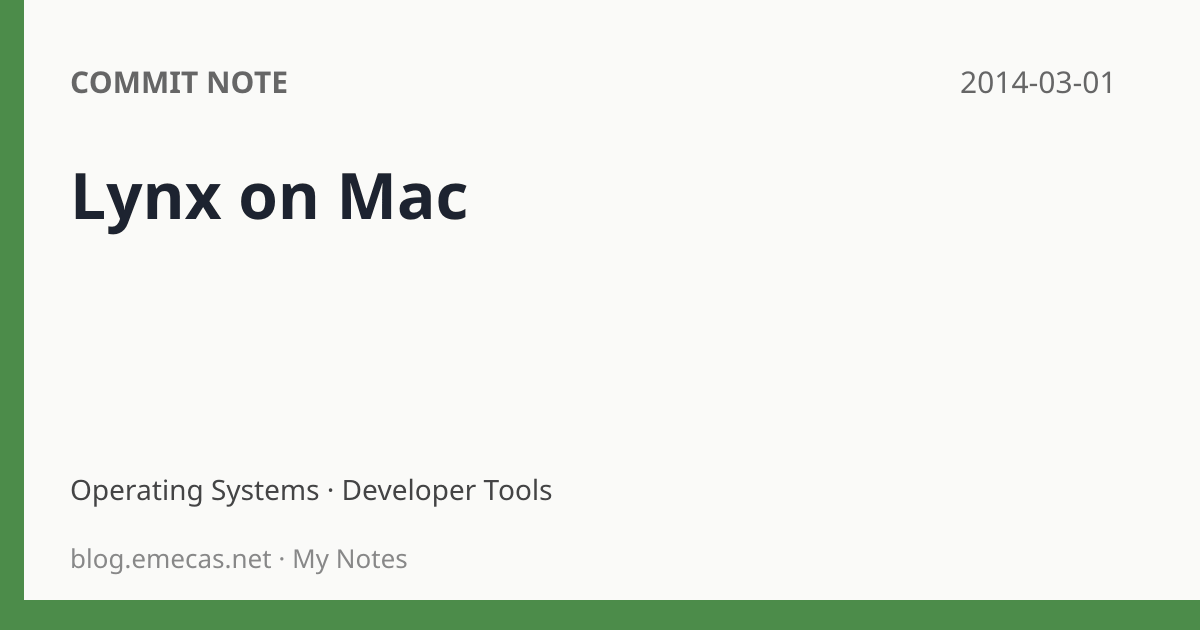 COMMIT NOTE
2014-03-01
Lynx on Mac
Operating Systems · Developer Tools
blog.emecas.net · My Notes